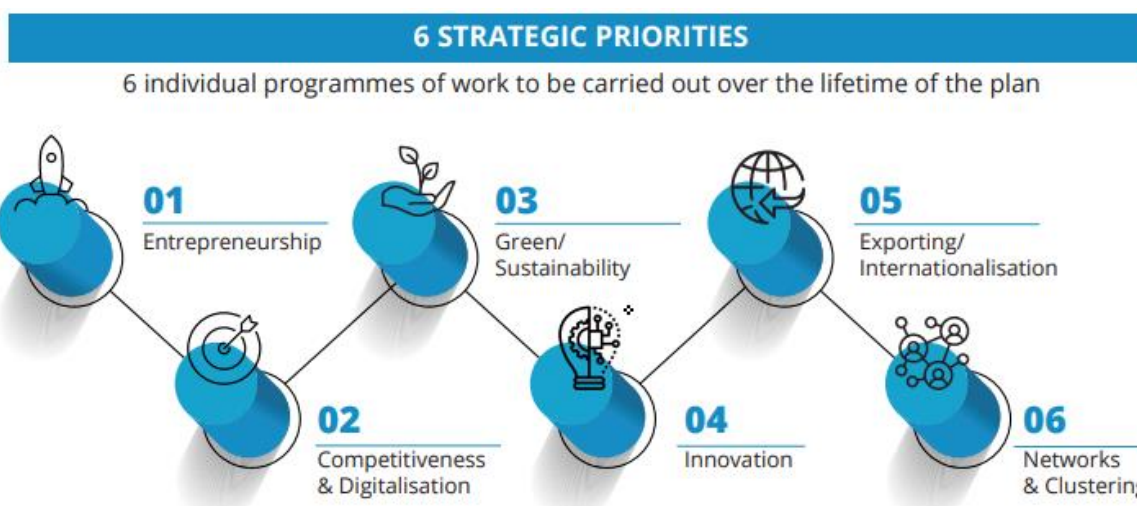 6 STRATEGIC PRIORITIES
6 individual programmes of work to be carried out over the lifetime of the plan
01
Entrepreneurship
02
Competitiveness
& Digitalisation
03
Green/
Sustainability
04
Innovation
05
Exporting/
Internationalisation
06
Networks
& Clustering